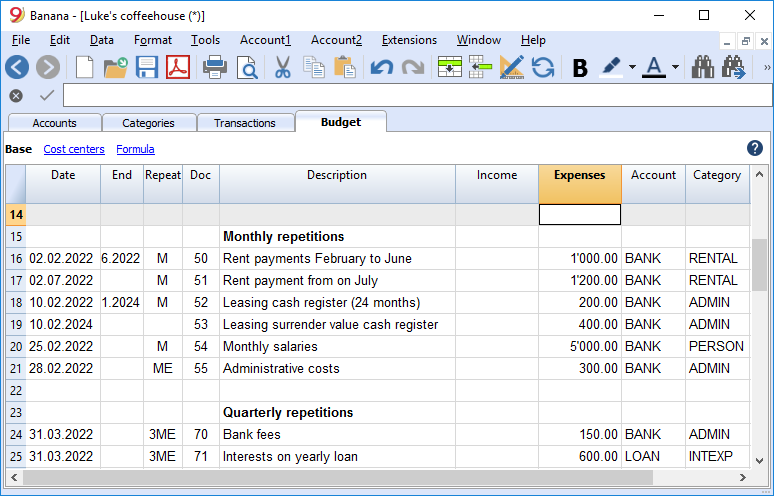 Banana - [Luke's coffeehouse (*)]
File Edit Data Format Tools Account1 Account2 Extensions Window Help
B A
Accounts Categories Transactions Budget
Base Cost centers Formula ?
Date End Repeat Doc Description Income Expenses Account Category
14
15 Monthly repetitions
16 02.02.2022 6.2022 M 50 Rent payments February to June 1'000.00 BANK RENTAL
17 02.07.2022 M 51 Rent payment from on July 1'200.00 BANK RENTAL
18 10.02.2022 1.2024 M 52 Leasing cash register (24 months) 200.00 BANK ADMIN
19 10.02.2024 53 Leasing surrender value cash register 400.00 BANK ADMIN
20 25.02.2022 M 54 Monthly salaries 5'000.00 BANK PERSON
21 28.02.2022 ME 55 Administrative costs 300.00 BANK ADMIN
22
23 Quarterly repetitions
24 31.03.2022 3ME 70 Bank fees 150.00 BANK ADMIN
25 31.03.2022 3ME 71 Interests on yearly loan 600.00 LOAN INTEXP